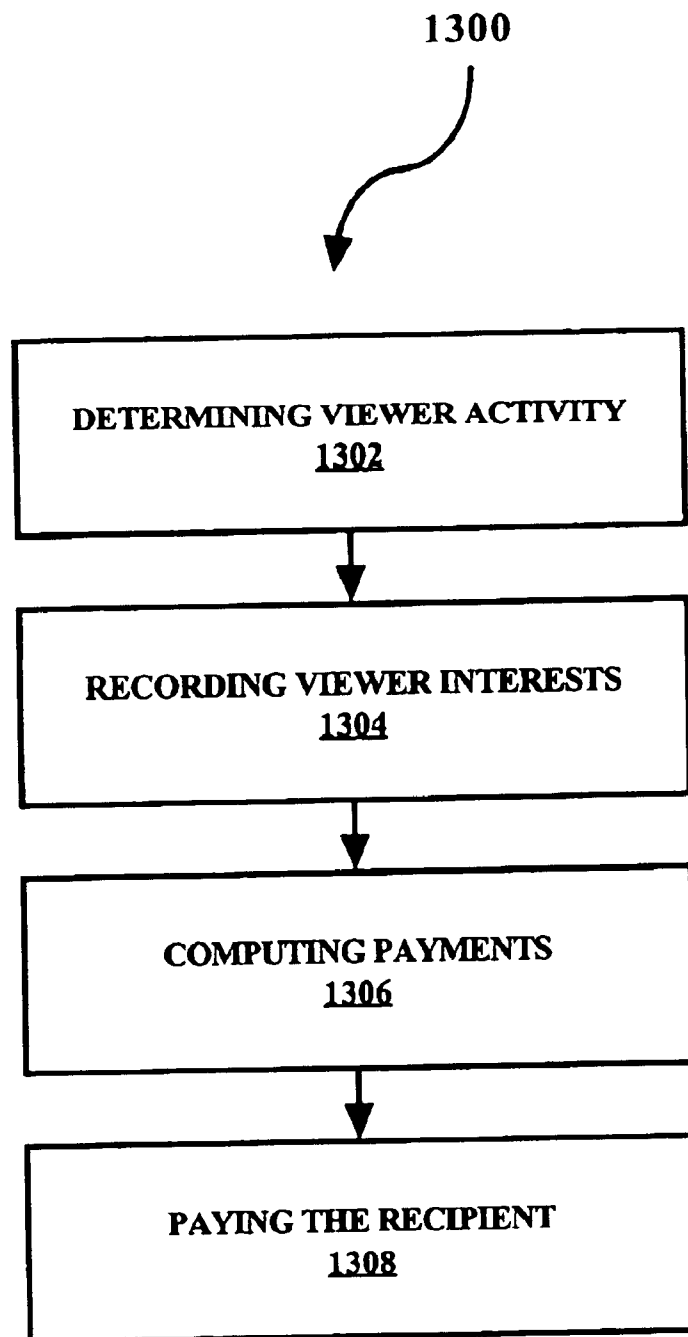 1300
DETERMINING VIEWER ACTIVITY
1302
RECORDING VIEWER INTERESTS
1304
COMPUTING PAYMENTS
1306
PAYING THE RECIPIENT
1308